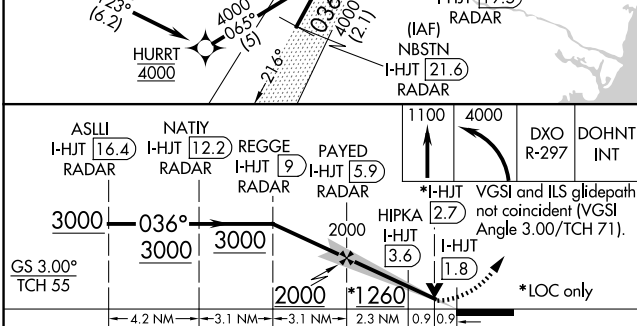 (6.2)
4000
065°
(5)
036°
4000
(2.1)
HURRT
4000
216°
RADAR
(IAF)
NBSTN
I-HJT 21.6
RADAR
ASLLI
I-HJT 16.4
RADAR
NATIY
I-HJT 12.2
RADAR
REGGE
I-HJT 9
RADAR
PAYED
I-HJT 5.9
RADAR
1100
4000
DXO
R-297
DOHNT
INT
*I-HJT
2.7
VGSI and ILS glidepath
not coincident (VGSI
Angle 3.00/TCH 71).
HIPKA
I-HJT
3.6
I-HJT
1.8
3000
036°
3000
3000
2000
GS 3.00°
TCH 55
2000
*1260
*LOC only
4.2 NM
3.1 NM
3.1 NM
2.3 NM
0.9
0.9